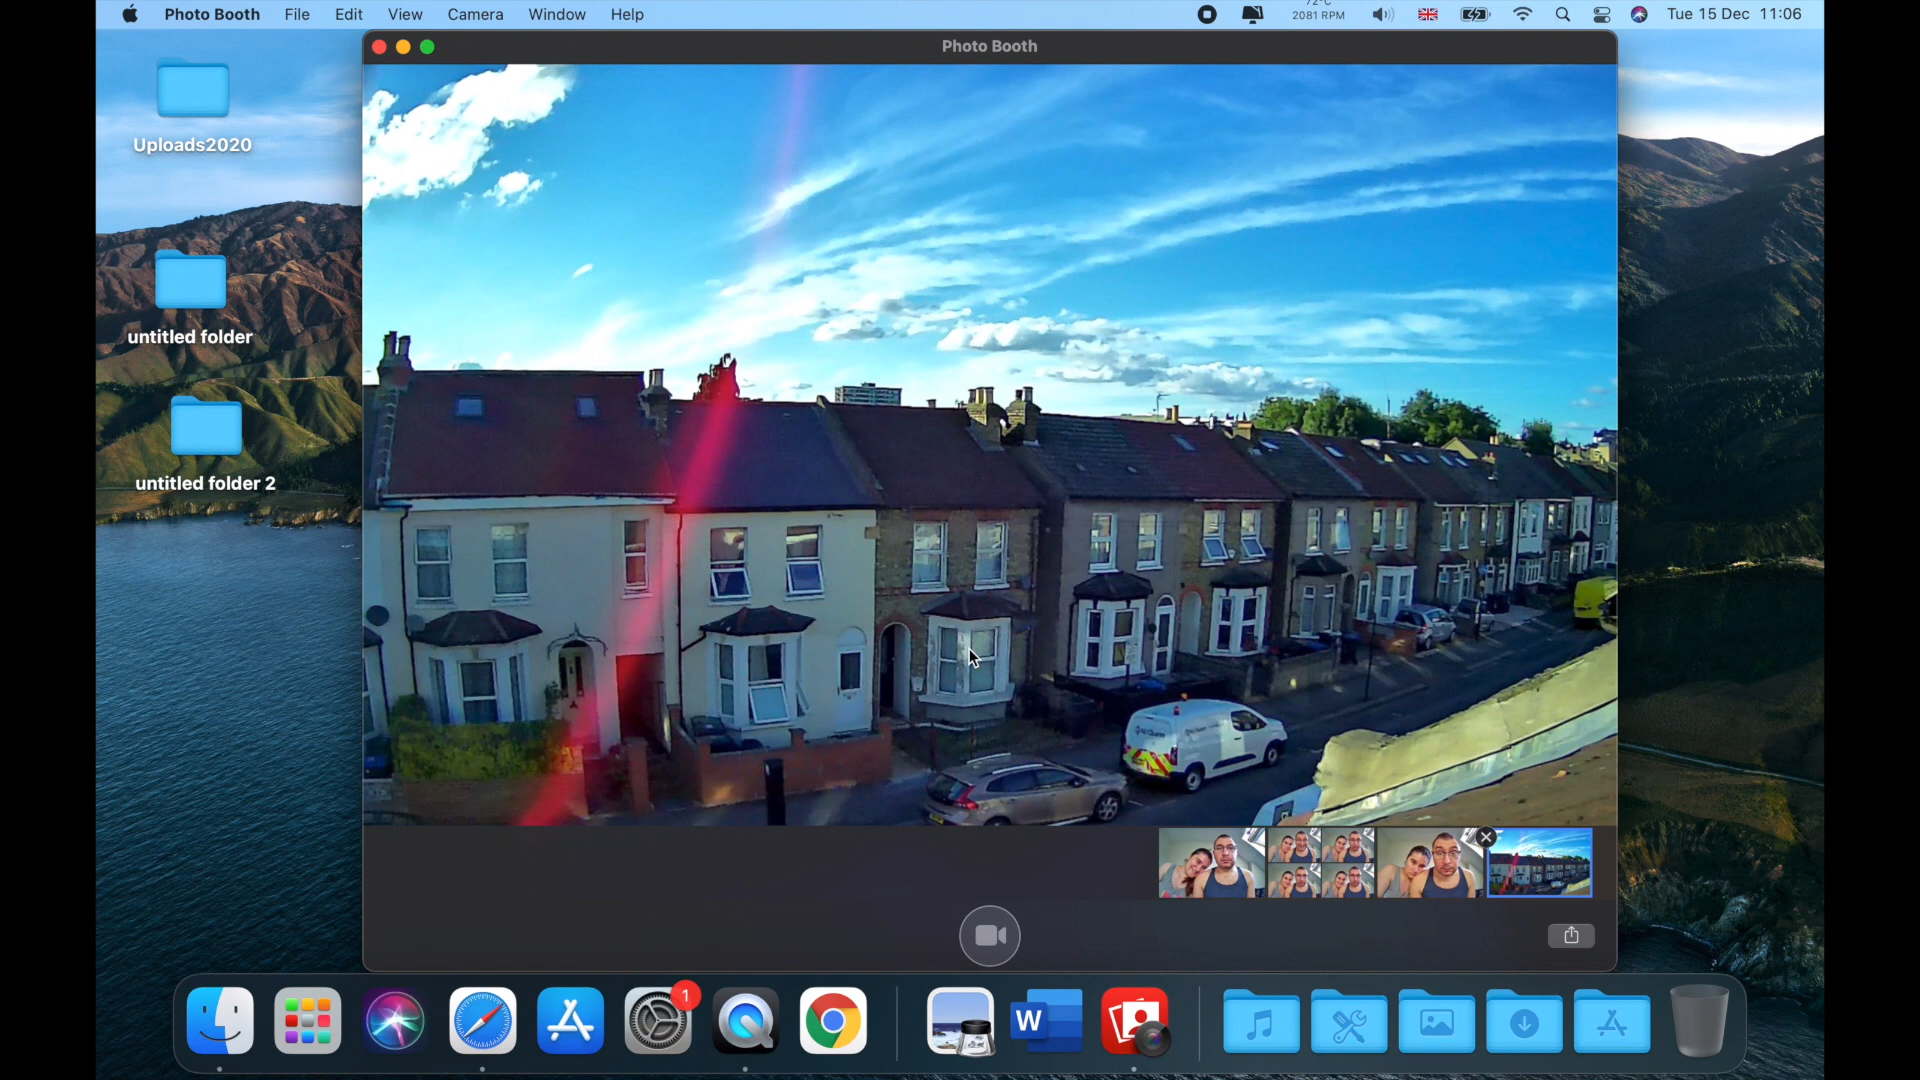 Photo Booth File Edit View Camera Window Help 72°C 2081 RPM Tue 15 Dec 11:06
Photo Booth
Uploads2020
untitled folder
untitled folder 2
1
W